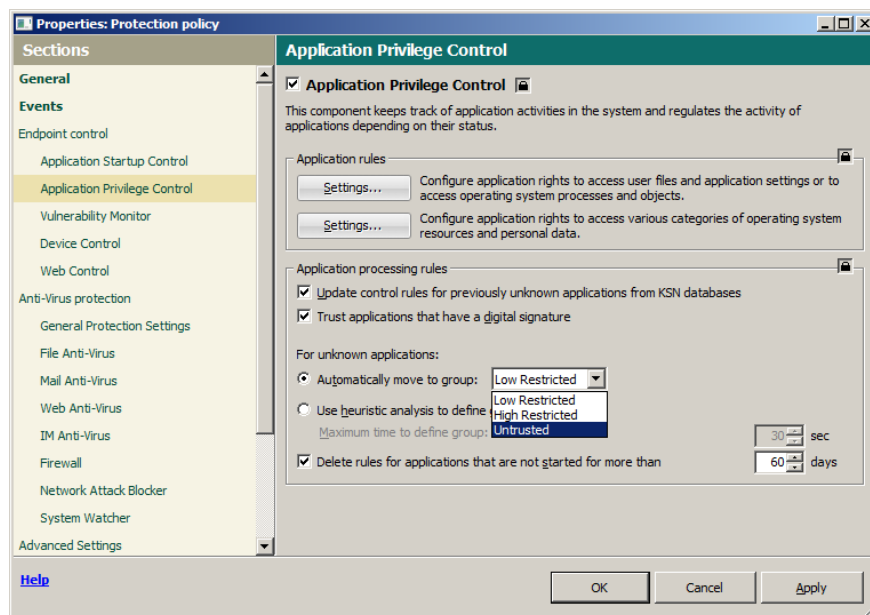 Properties: Protection policy
Sections
General
Events
Endpoint control
Application Startup Control
Application Privilege Control
Vulnerability Monitor
Device Control
Web Control
Anti-Virus protection
General Protection Settings
File Anti-Virus
Mail Anti-Virus
Web Anti-Virus
IM Anti-Virus
Firewall
Network Attack Blocker
System Watcher
Advanced Settings
Application Privilege Control
Application Privilege Control
This component keeps track of application activities in the system and regulates the activity of
applications depending on their status.
Application rules
Settings...
Configure application rights to access user files and application settings or to
access operating system processes and objects.
Settings...
Configure application rights to access various categories of operating system
resources and personal data.
Application processing rules
Update control rules for previously unknown applications from KSN databases
Trust applications that have a digital signature
For unknown applications:
Automatically move to group: Low Restricted
Low Restricted
High Restricted
Untrusted
Use heuristic analysis to define
Maximum time to define group: 30 sec
Delete rules for applications that are not started for more than 60 days
Help
OK
Cancel
Apply